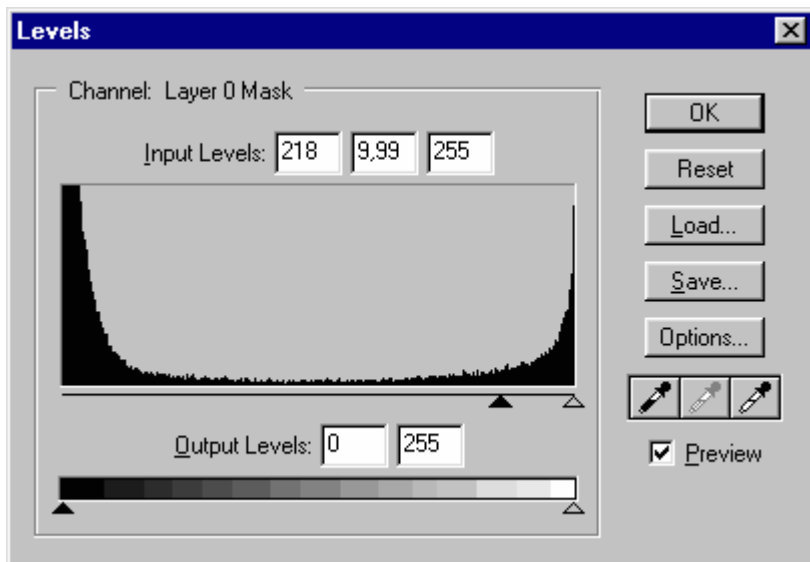 Levels
Channel: Layer 0 Mask
Input Levels: 218 9,99 255
OK
Reset
Load...
Save...
Options...
Output Levels: 0 255
Preview